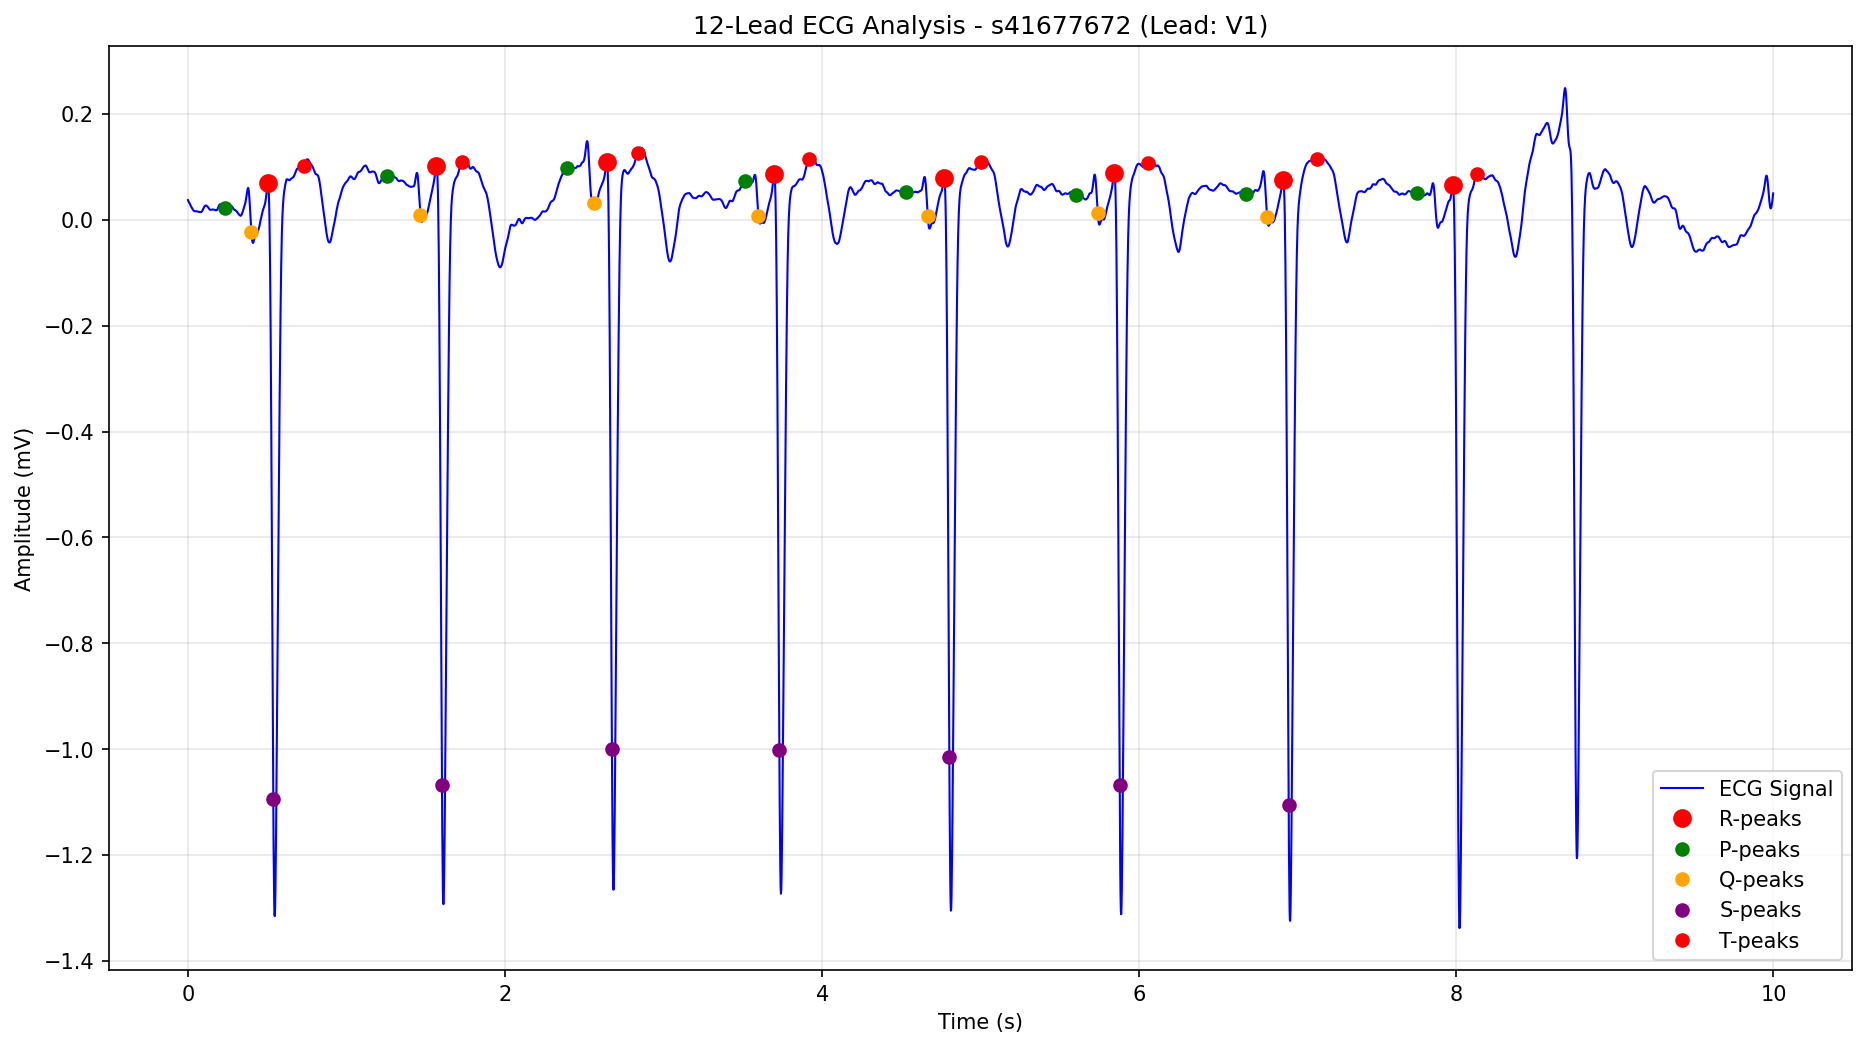 12-Lead ECG Analysis - s41677672 (Lead: V1)
Amplitude (mV)
0.2
0.0
−0.2
−0.4
−0.6
−0.8
−1.0
−1.2
−1.4
ECG Signal
R-peaks
P-peaks
Q-peaks
S-peaks
T-peaks
0 2 4 6 8 10
Time (s)